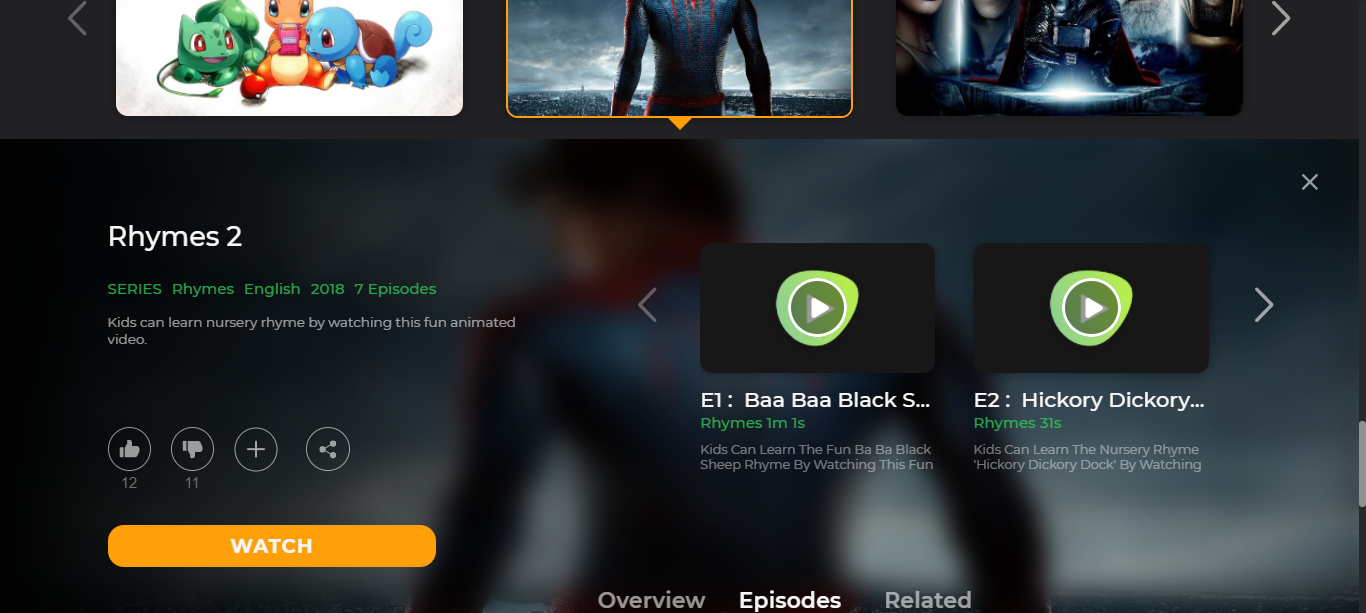 Rhymes 2
SERIES Rhymes English 2018 7 Episodes
Kids can learn nursery rhyme by watching this fun animated
video.
12
11
WATCH
E1 : Baa Baa Black S...
Rhymes 1m 1s
Kids Can Learn The Fun Ba Ba Black
Sheep Rhyme By Watching This Fun
E2 : Hickory Dickory...
Rhymes 31s
Kids Can Learn The Nursery Rhyme
'Hickory Dickory Dock' By Watching
Overview Episodes Related